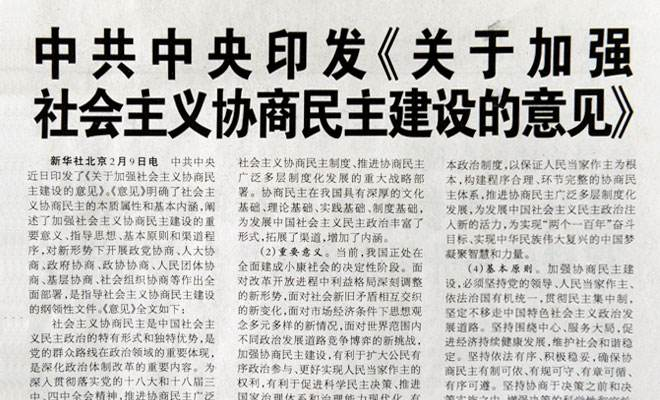 中共中央印发《关于加强
社会主义协商民主建设的意见》
新华社北京2月9日电 中共中央
近日印发了《关于加强社会主义协商民
主建设的意见》。《意见》明确了社会主义
协商民主的本质属性和基本内涵,阐
述了加强社会主义协商民主建设的重
要意义、指导思想、基本原则和渠道程
序,对新形势下开展政党协商、人大协
商、政府协商、政协协商、人民团体协
商、基层协商、社会组织协商等作出全
面部署,是指导社会主义协商民主建设
的纲领性文件。《意见》全文如下:
社会主义协商民主是中国社会主
义民主政治的特有形式和独特优势,是
党的群众路线在政治领域的重要体现,
是深化政治体制改革的重要内容。为
深入贯彻落实党的十八大和十八届三
中、四中全会精神,推进协商民主广泛
社会主义协商民主制度、推进协商民主
广泛多层制度化发展的重大战略部
署。协商民主在我国具有深厚的文化
基础、理论基础、实践基础、制度基础,
为发展中国社会主义民主政治丰富了
形式,拓展了渠道,增加了内涵。
(2)重要意义。当前,我国正处在
全面建成小康社会的决定性阶段。面
对改革开放进程中利益格局深刻调整
的新形势,面对社会新旧矛盾相互交织
的新变化,面对市场经济条件下思想观
念多元多样的新情况,面对世界范围内
不同政治发展道路竞争博弈的新挑战,
加强协商民主建设,有利于扩大公民有
序政治参与、更好实现人民当家作主的
权利,有利于促进科学民主决策、推进
国家治理体系和治理能力现代化,有
本政治制度,以保证人民当家作主为根
本,构建程序合理、环节完整的协商民
主体系,推进协商民主广泛多层制度化
发展,为发展中国社会主义民主政治注
入新的活力,为实现“两个一百年”奋斗
目标、实现中华民族伟大复兴的中国梦
凝聚智慧和力量。
(4)基本原则。加强协商民主建
设,必须坚持党的领导、人民当家作主、
依法治国有机统一,贯彻民主集中制,
坚定不移走中国特色社会主义政治发
展道路。坚持围绕中心、服务大局,促
进经济持续健康发展,维护社会和谐稳
定。坚持依法有序、积极稳妥,确保协商
民主有制可依、有规可守、有章可循、
有序可遵。坚持协商于决策之前和决